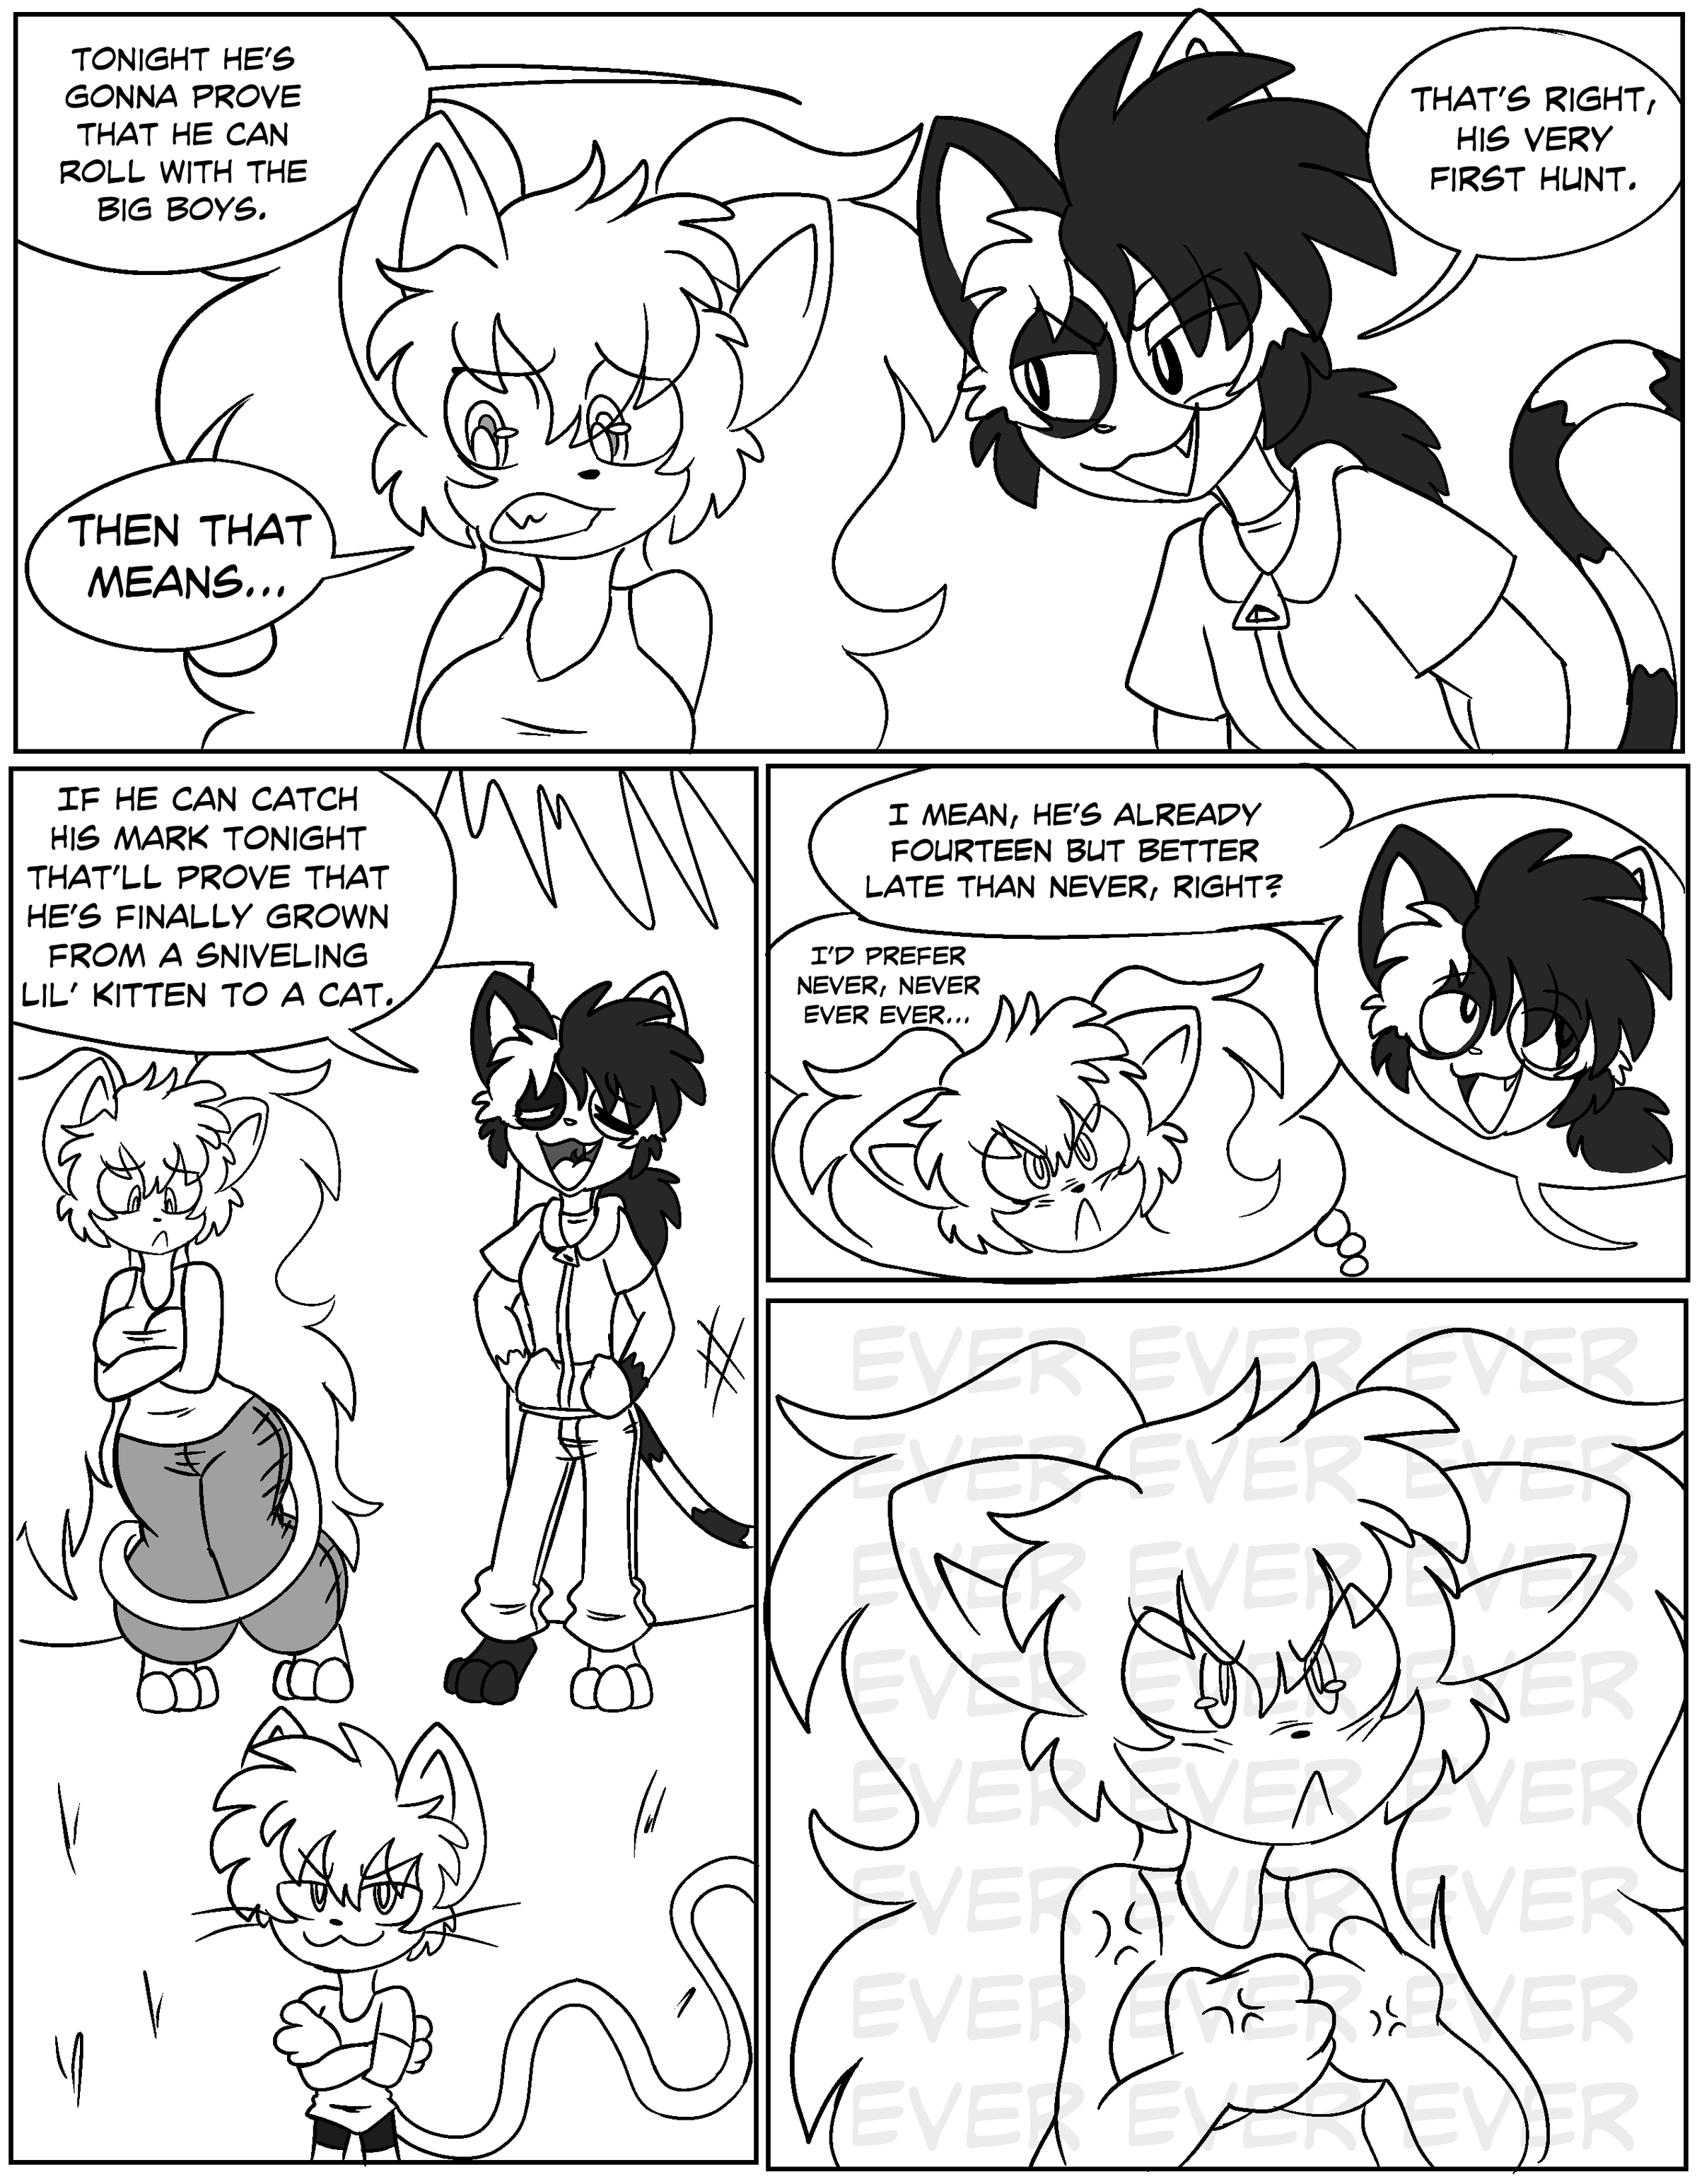 TONIGHT HE'S
GONNA PROVE
THAT HE CAN
ROLL WITH THE
BIG BOYS.
THAT'S RIGHT,
HIS VERY
FIRST HUNT.
THEN THAT
MEANS...
IF HE CAN CATCH
HIS MARK TONIGHT
THAT'LL PROVE THAT
HE'S FINALLY GROWN
FROM A SNIVELING
LIL' KITTEN TO A CAT.
I MEAN, HE'S ALREADY
FOURTEEN BUT BETTER
LATE THAN NEVER, RIGHT?
I'D PREFER
NEVER, NEVER
EVER EVER...
EVER EVER EVER
EVER EVER EVER
EVER EVER EVER
EVER EVER EVER
EVER EVER EVER
EVER EVER EVER
EVER EVER EVER
EVER EVER EVER